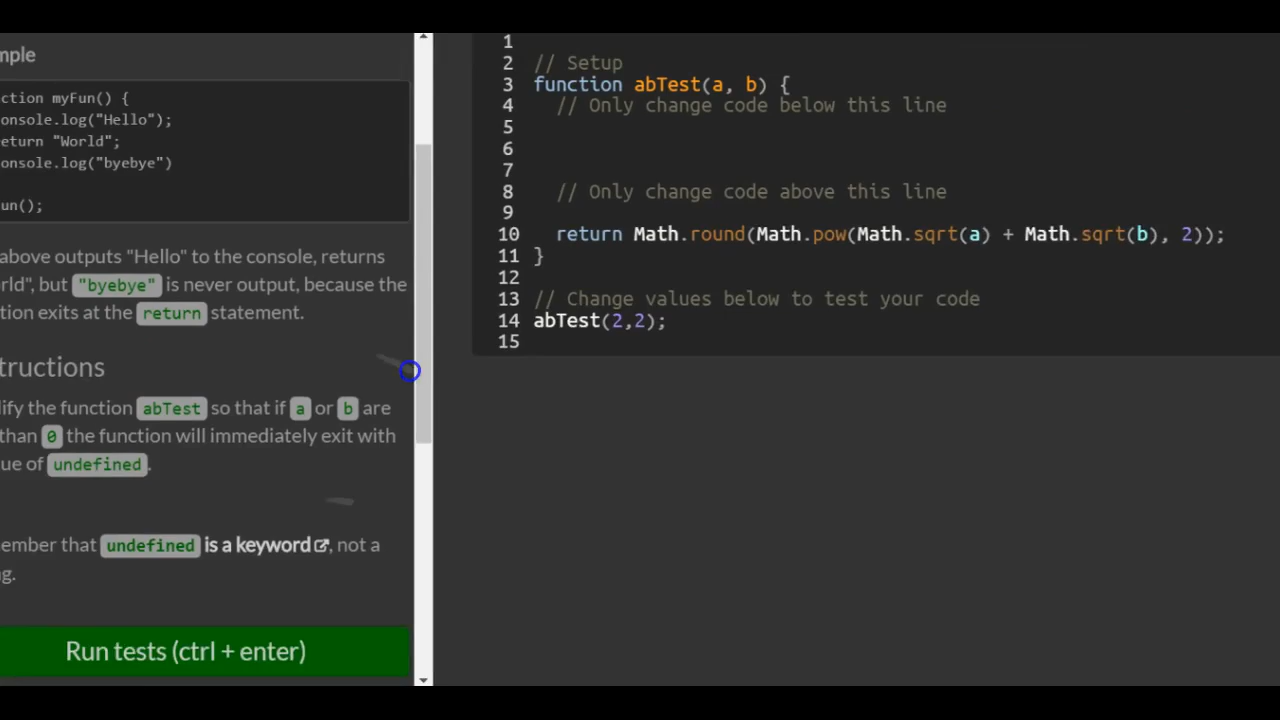 mple
ction myFun() {
onsole.log("Hello");
eturn "World";
onsole.log("byebye")
un();
above outputs "Hello" to the console, returns
rld", but "byebye" is never output, because the
tion exits at the return statement.
tructions
ify the function abTest so that if a or b are
than 0 the function will immediately exit with
ue of undefined.
ember that undefined is a keyword, not a
g.
Run tests (ctrl + enter)
1
2 // Setup
3 function abTest(a, b) {
4 // Only change code below this line
5
6
7
8 // Only change code above this line
9
10 return Math.round(Math.pow(Math.sqrt(a) + Math.sqrt(b), 2));
11 }
12
13 // Change values below to test your code
14 abTest(2,2);
15